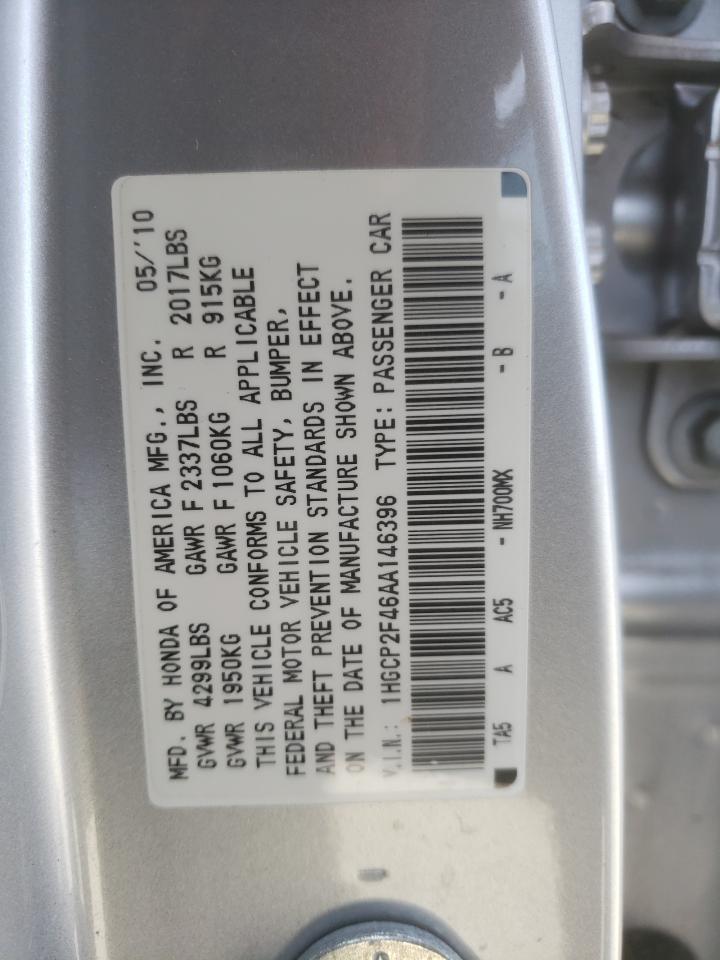 MFD. BY HONDA OF AMERICA MFG., INC. 05/'10
GVWR 4299LBS GAWR F 2337LBS R 2017LBS
GVWR 1950KG GAWR F 1060KG R 915KG
THIS VEHICLE CONFORMS TO ALL APPLICABLE
FEDERAL MOTOR VEHICLE SAFETY, BUMPER,
AND THEFT PREVENTION STANDARDS IN EFFECT
ON THE DATE OF MANUFACTURE SHOWN ABOVE.
V.I.N.: 1HGCP2F46AA146396 TYPE: PASSENGER CAR
TA5 A AC5 - NH700MX - B - A